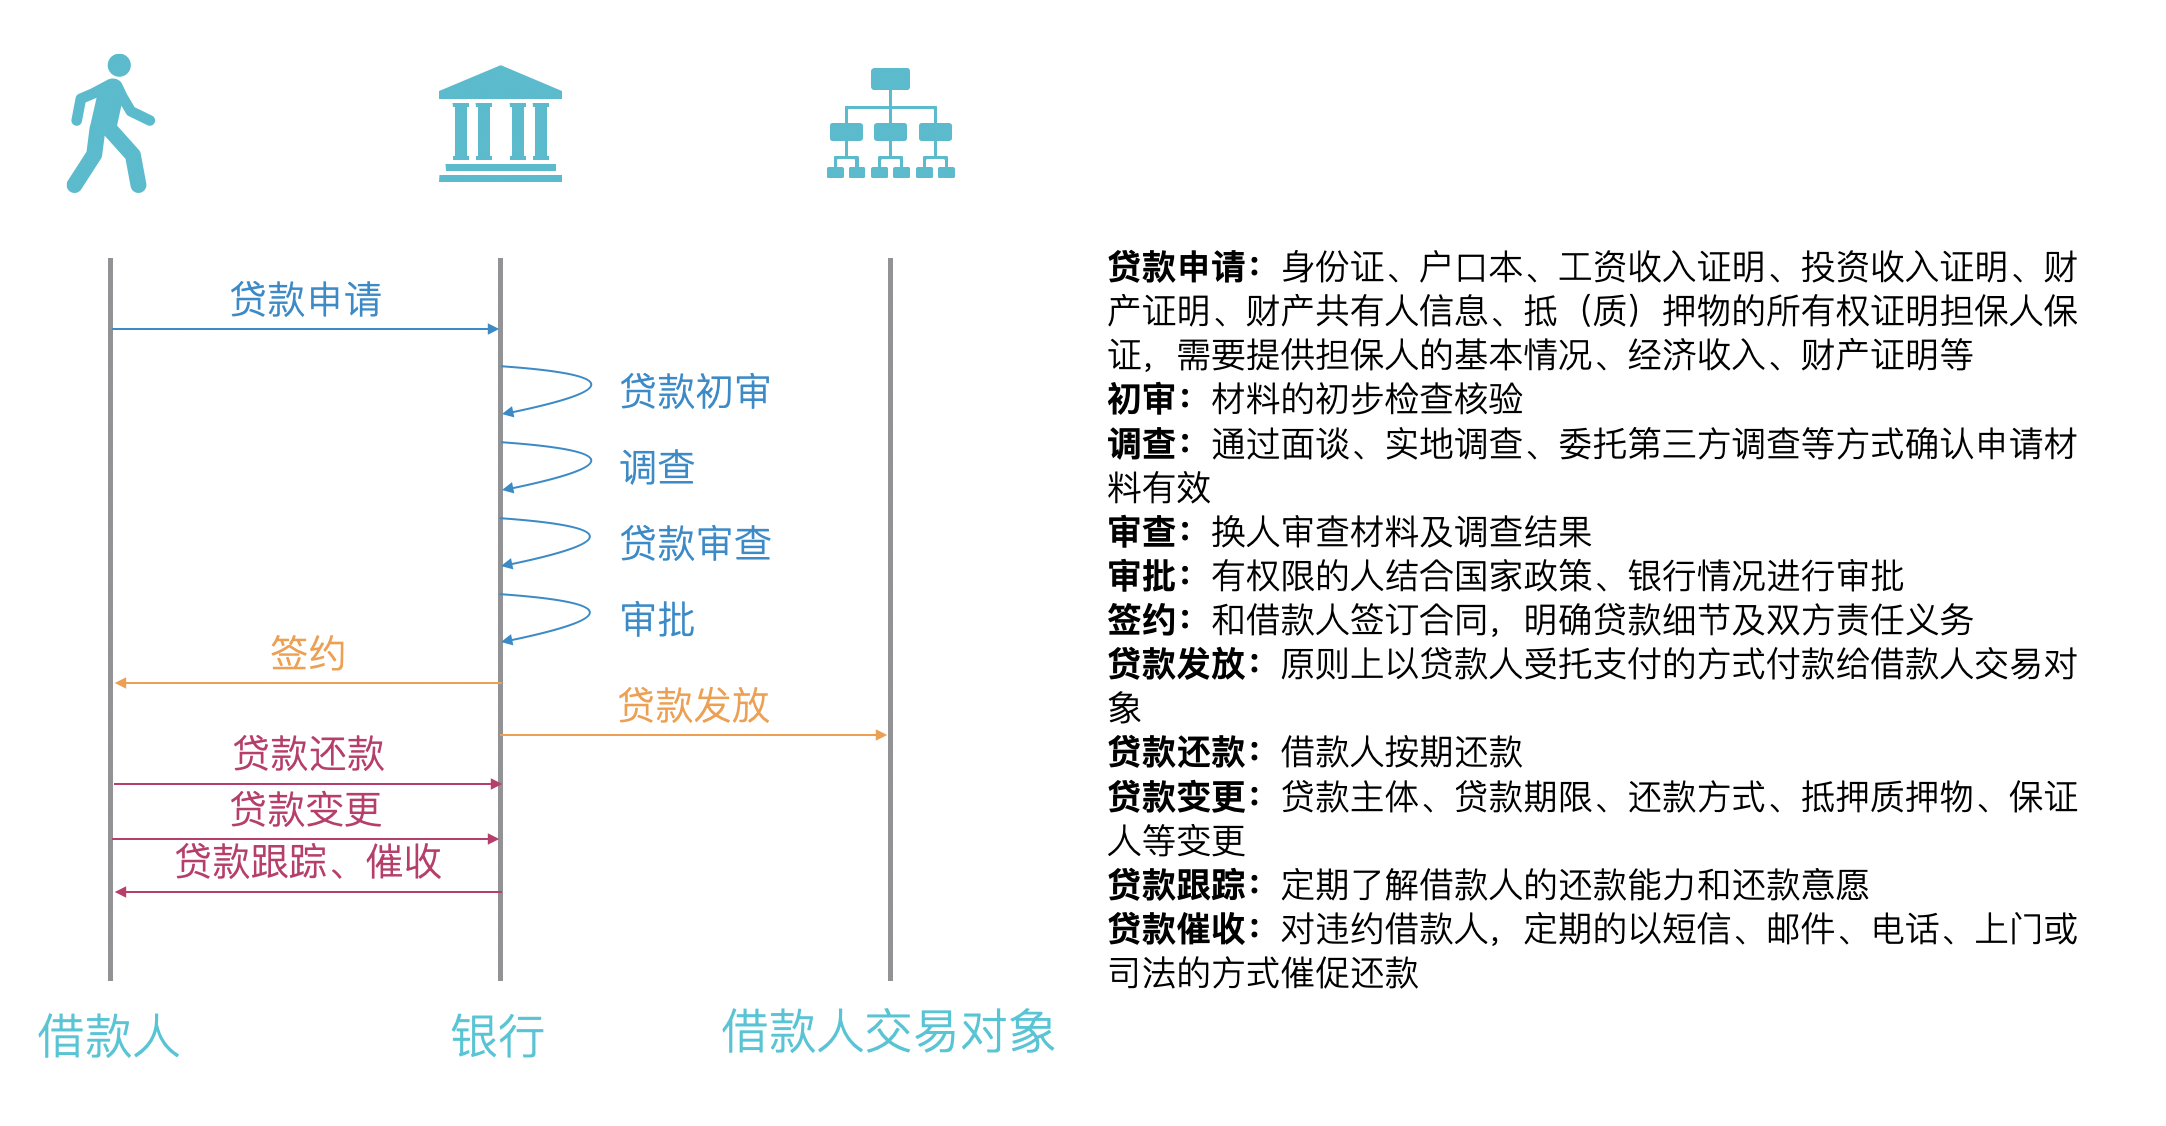 贷款申请
贷款初审
调查
贷款审查
审批
签约
贷款发放
贷款还款
贷款变更
贷款跟踪、催收
借款人
银行
借款人交易对象
贷款申请：身份证、户口本、工资收入证明、投资收入证明、财
产证明、财产共有人信息、抵（质）押物的所有权证明担保人保
证，需要提供担保人的基本情况、经济收入、财产证明等
初审：材料的初步检查核验
调查：通过面谈、实地调查、委托第三方调查等方式确认申请材
料有效
审查：换人审查材料及调查结果
审批：有权限的人结合国家政策、银行情况进行审批
签约：和借款人签订合同，明确贷款细节及双方责任义务
贷款发放：原则上以贷款人受托支付的方式付款给借款人交易对
象
贷款还款：借款人按期还款
贷款变更：贷款主体、贷款期限、还款方式、抵押质押物、保证
人等变更
贷款跟踪：定期了解借款人的还款能力和还款意愿
贷款催收：对违约借款人，定期的以短信、邮件、电话、上门或
司法的方式催促还款